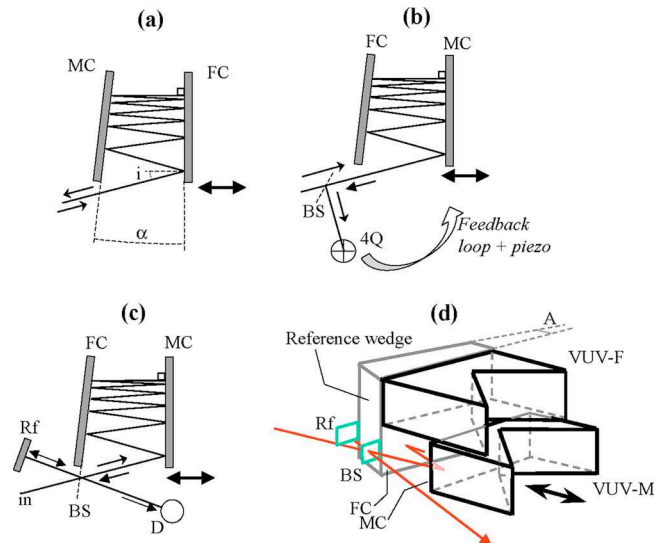 (a)
MC
FC
i
α
(b)
FC
MC
BS
4Q
Feedback
loop + piezo
(c)
FC
MC
Rf
in
BS
D
(d)
A
Reference wedge
VUV-F
Rf
BS
FC
MC
VUV-M